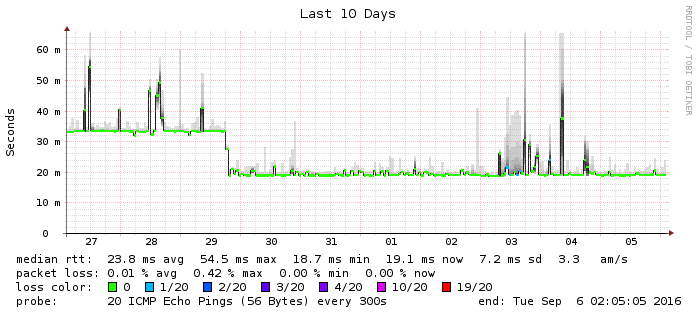 Last 10 Days
RRDTOOL / TOBI OETIKER
Seconds
60 m
50 m
40 m
30 m
20 m
10 m
0
27 28 29 30 31 01 02 03 04 05
median rtt: 23.8 ms avg 54.5 ms max 18.7 ms min 19.1 ms now 7.2 ms sd 3.3 am/s
packet loss: 0.01 % avg 0.42 % max 0.00 % min 0.00 % now
loss color: 0 1/20 2/20 3/20 4/20 10/20 19/20
probe: 20 ICMP Echo Pings (56 Bytes) every 300s end: Tue Sep 6 02:05:05 2016